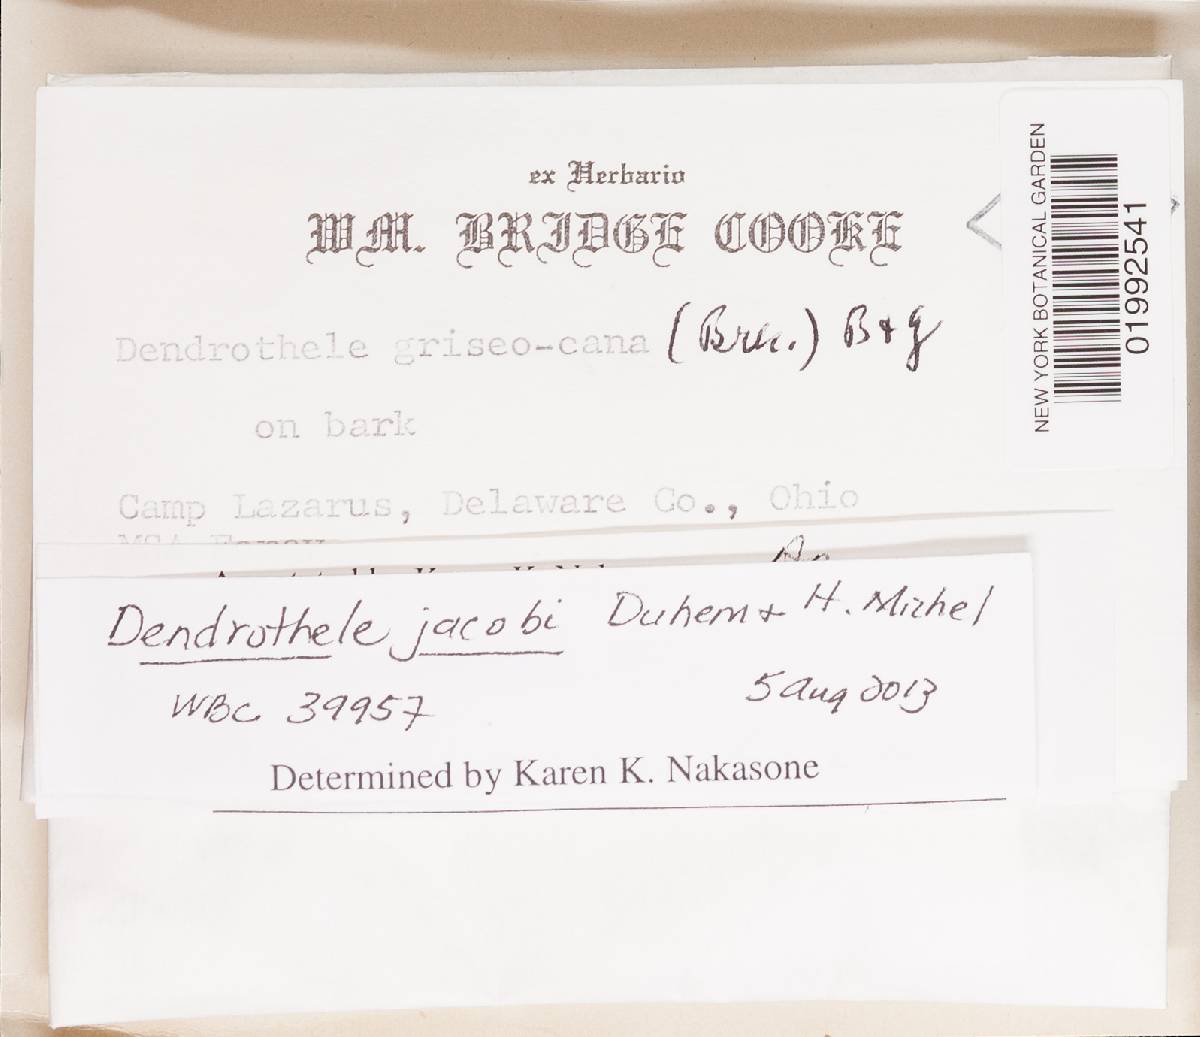 ex Herbario
WM. BRIDGE COOKE
Dendrothele griseo-cana (Bres.) B & G
on bark
Camp Lazarus, Delaware Co., Ohio
Dendrothele jacobi Duhem & H. Michel
WBC 39957
5 Aug 2013
Determined by Karen K. Nakasone
NEW YORK BOTANICAL GARDEN
01992541